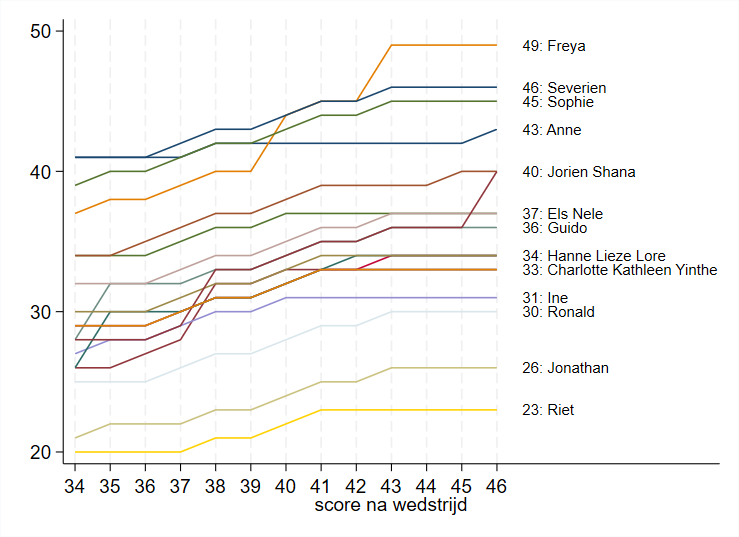 50
49: Freya
46: Severien
45: Sophie
43: Anne
40
40: Jorien Shana
37: Els Nele
36: Guido
34: Hanne Lieze Lore
33: Charlotte Kathleen Yinthe
31: Ine
30
30: Ronald
26: Jonathan
23: Riet
20
34 35 36 37 38 39 40 41 42 43 44 45 46
score na wedstrijd